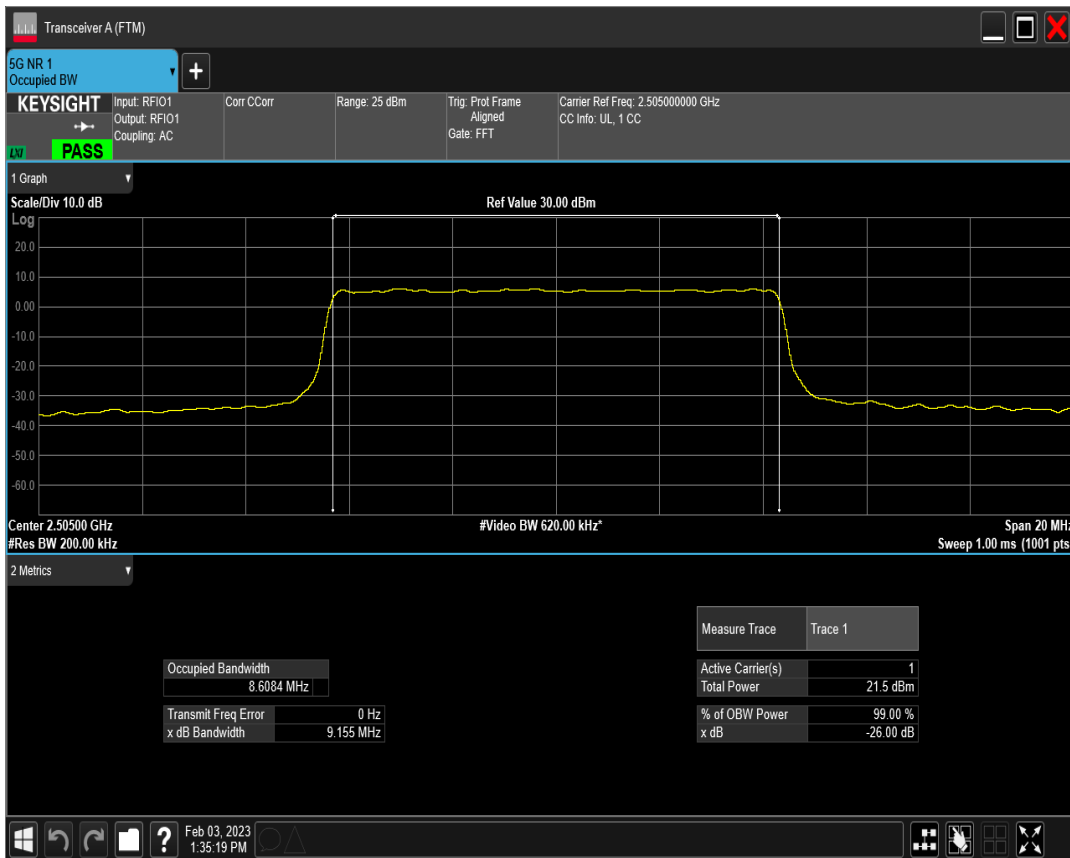 Transceiver A (FTM)
5G NR 1
Occupied BW
+
KEYSIGHT
LXI
PASS
Input: RFIO1
Output: RFIO1
Coupling: AC
Corr CCorr
Range: 25 dBm
Trig: Prot Frame
Aligned
Gate: FFT
Carrier Ref Freq: 2.505000000 GHz
CC Info: UL, 1 CC
1 Graph
Scale/Div 10.0 dB
Ref Value 30.00 dBm
Log
20.0
10.0
0.00
-10.0
-20.0
-30.0
-40.0
-50.0
-60.0
Center 2.50500 GHz
#Video BW 620.00 kHz*
Span 20 MHz
#Res BW 200.00 kHz
Sweep 1.00 ms (1001 pts
2 Metrics
Measure Trace Trace 1
Occupied Bandwidth
8.6084 MHz
Active Carrier(s) 1
Total Power 21.5 dBm
Transmit Freq Error 0 Hz
x dB Bandwidth 9.155 MHz
% of OBW Power 99.00 %
x dB -26.00 dB
?
Feb 03, 2023
1:35:19 PM